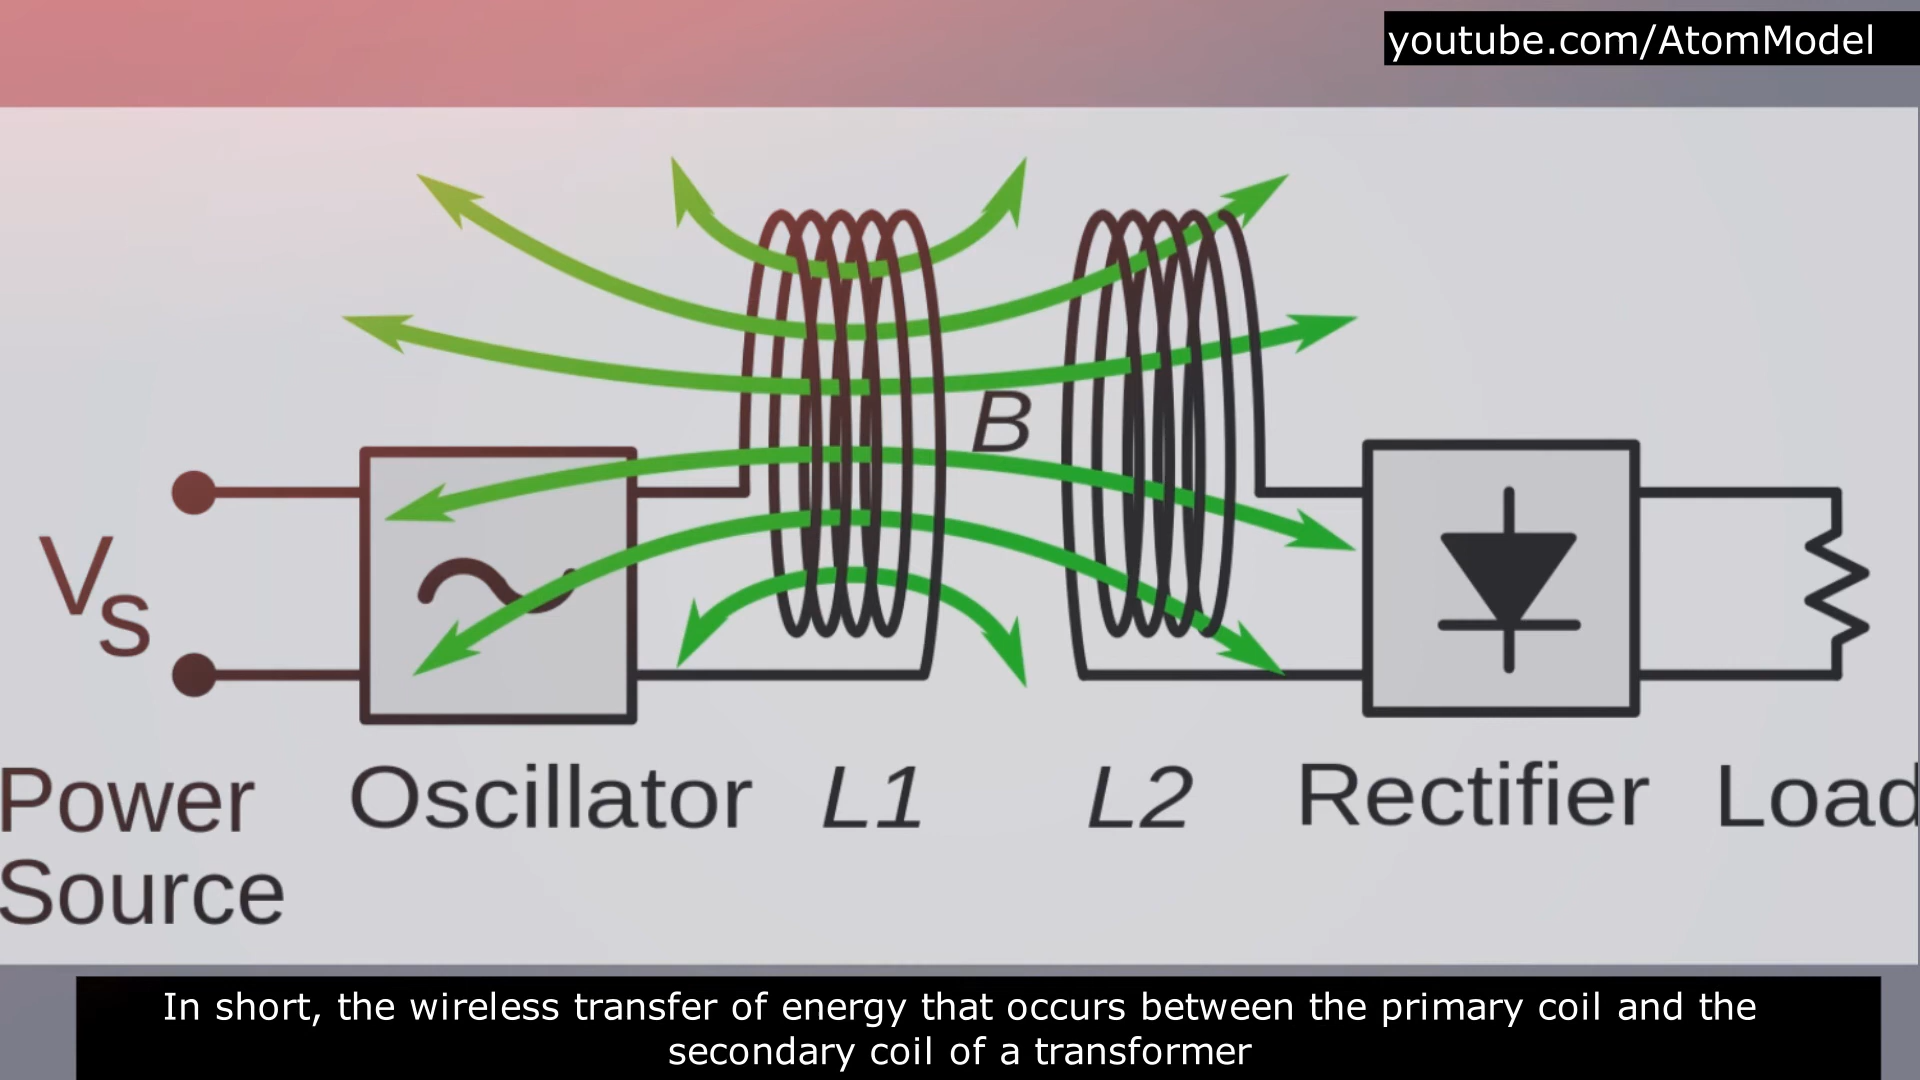 youtube.com/AtomModel
B
Vs
Power
Source
Oscillator
L1
L2
Rectifier
Load
In short, the wireless transfer of energy that occurs between the primary coil and the
secondary coil of a transformer